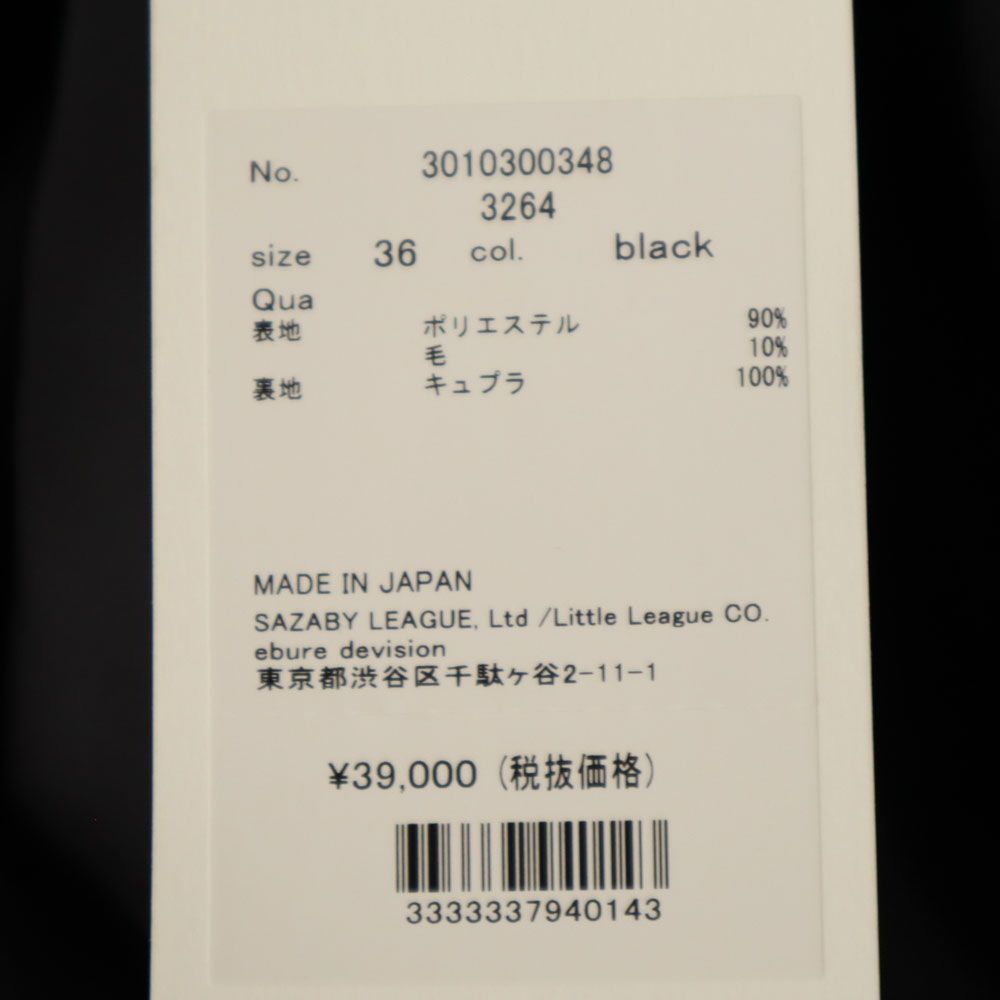 No. 3010300348
3264
size 36 col. black
Qua
表地 ポリエステル 90%
毛 10%
裏地 キュプラ 100%
MADE IN JAPAN
SAZABY LEAGUE, Ltd /Little League CO.
ebure devision
東京都渋谷区千駄ヶ谷2-11-1
¥39,000 (税抜価格)
3333337940143